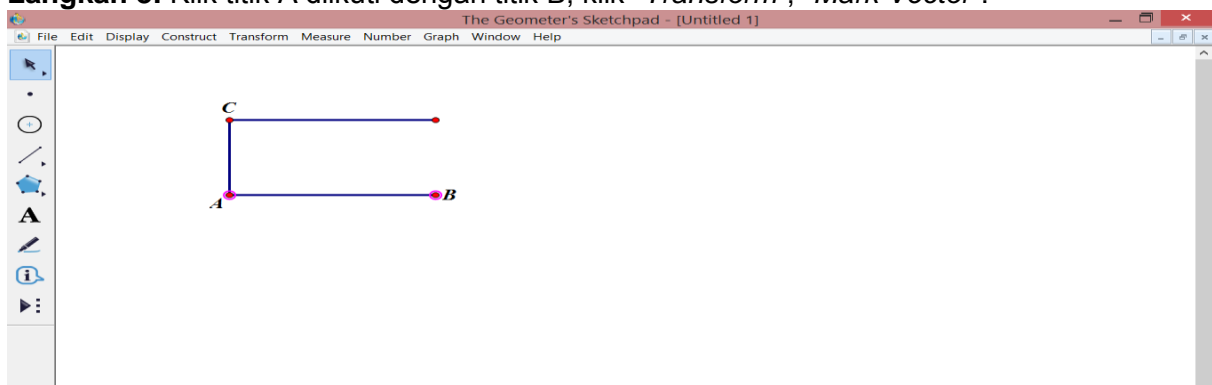 Langkah 3. Klik titik A diikuti dengan titik B, klik "Transform", "Mark Vector".
The Geometer's Sketchpad - [Untitled 1]
File Edit Display Construct Transform Measure Number Graph Window Help
C
A B
A